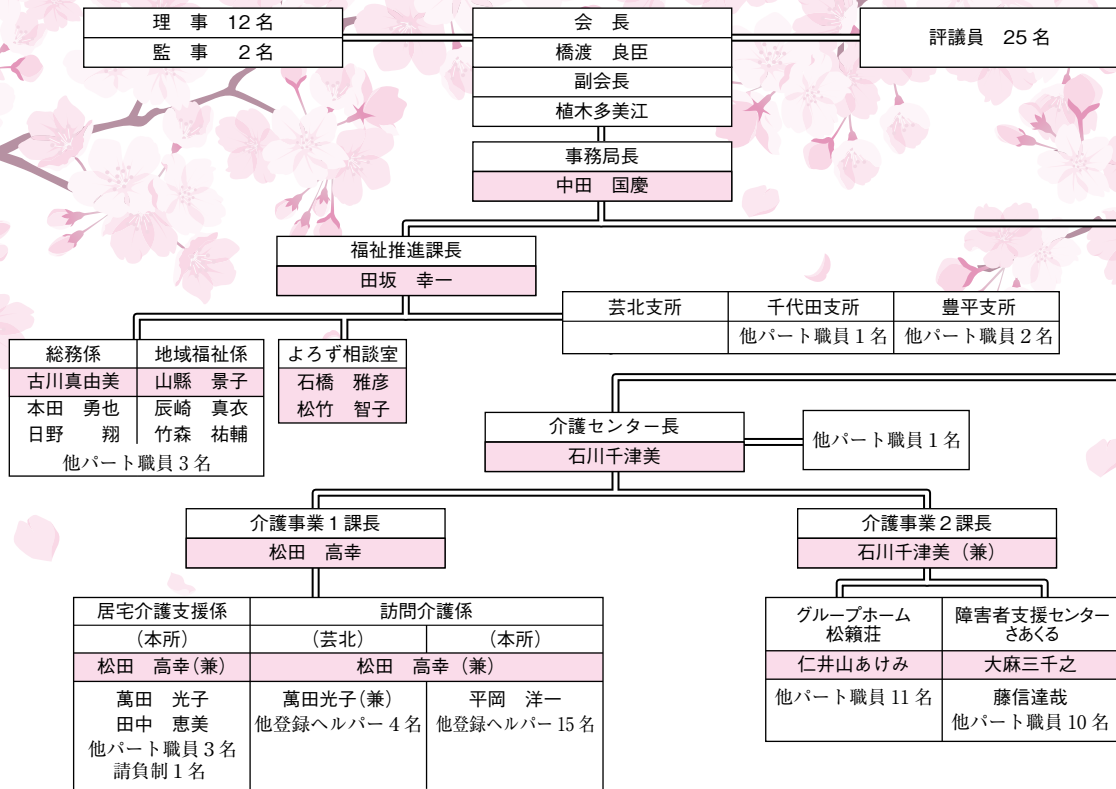 理　事　12名
監　事　2名
会　長
橋渡　良臣
副会長
植木多美江
評議員　25名
事務局長
中田　国慶
福祉推進課長
田坂　幸一
芸北支所　千代田支所　豊平支所
他パート職員1名　他パート職員2名
総務係　地域福祉係
古川真由美　山縣　景子
本田　勇也　辰崎　真衣
日野　翔　竹森　祐輔
他パート職員3名
よろず相談室
石橋　雅彦
松竹　智子
介護センター長
石川千津美
他パート職員1名
介護事業1課長
松田　高幸
介護事業2課長
石川千津美（兼）
居宅介護支援係　訪問介護係
（本所）　（芸北）　（本所）
松田　高幸(兼)　松田　高幸（兼）
萬田　光子　萬田光子(兼)　平岡　洋一
田中　恵美　他登録ヘルパー4名　他登録ヘルパー15名
他パート職員3名
請負制1名
グループホーム
松籟荘
仁井山あけみ
他パート職員11名
障害者支援センター
さあくる
大麻三千之
藤信達哉
他パート職員10名